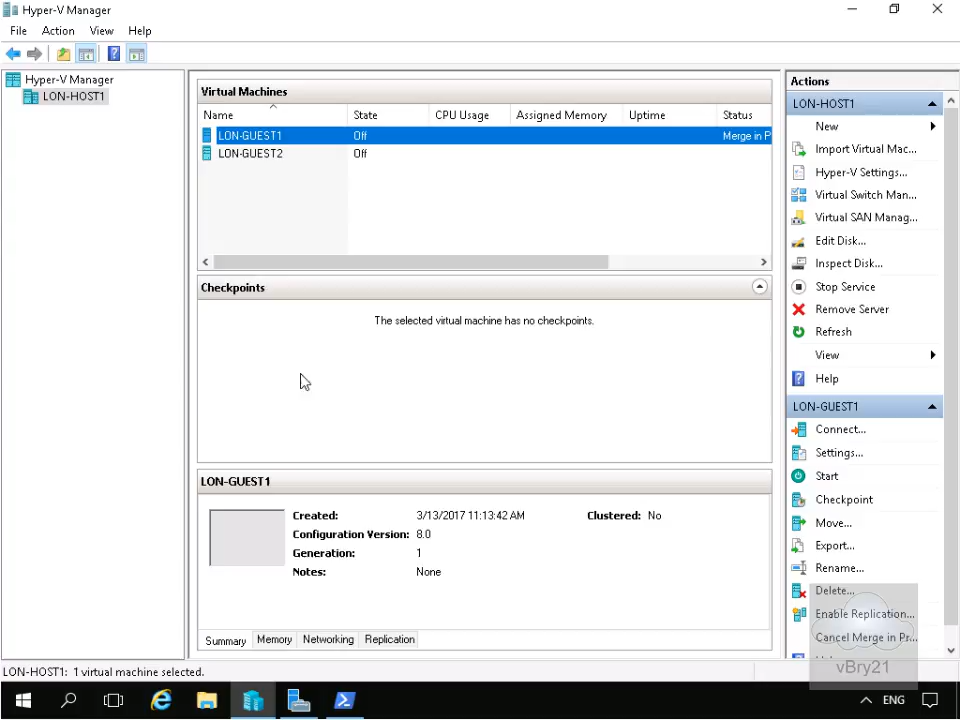 Hyper-V Manager
File Action View Help
Hyper-V Manager
LON-HOST1
Virtual Machines
Name State CPU Usage Assigned Memory Uptime Status
LON-GUEST1 Off Merge in P
LON-GUEST2 Off
Checkpoints
The selected virtual machine has no checkpoints.
LON-GUEST1
Created: 3/13/2017 11:13:42 AM Clustered: No
Configuration Version: 8.0
Generation: 1
Notes: None
Summary Memory Networking Replication
Actions
LON-HOST1
New
Import Virtual Mac...
Hyper-V Settings...
Virtual Switch Man...
Virtual SAN Manag...
Edit Disk...
Inspect Disk...
Stop Service
Remove Server
Refresh
View
Help
LON-GUEST1
Connect...
Settings...
Start
Checkpoint
Move...
Export...
Rename...
Delete...
Enable Replication...
Cancel Merge in Pr...
vBry21
LON-HOST1: 1 virtual machine selected.
ENG